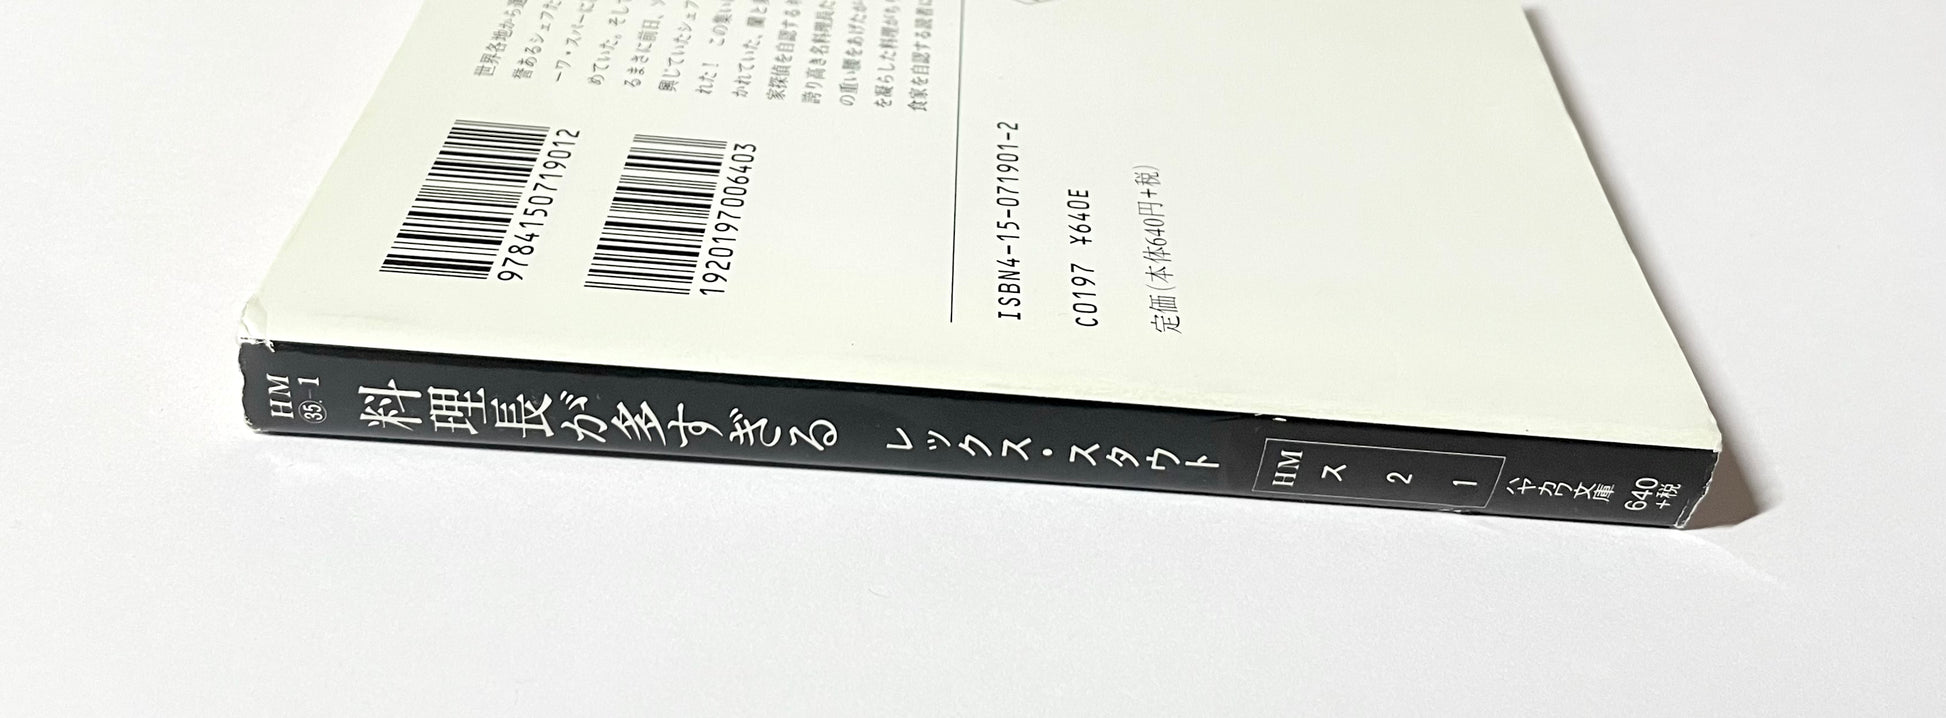 世界各地から選
誉あるシェフた
ーワ・スパーに
めていた。そし
るまさに前日、ソ
興じていたシェフ
れた！ この集い
かれていた、蘭と
家探偵を自認する
誇り高き名料理長た
の重い腰をあげたが
を凝らした料理がら
食家を自認する読者に
9784150719012
1920197006403
ISBN4-15-071901-2
C0197 ¥640E
定価(本体640円+税)
HM
㉟-1
料理長が多すぎる
レックス・スタウト
HM
ス
2
1
ハヤカワ文庫
640
+税